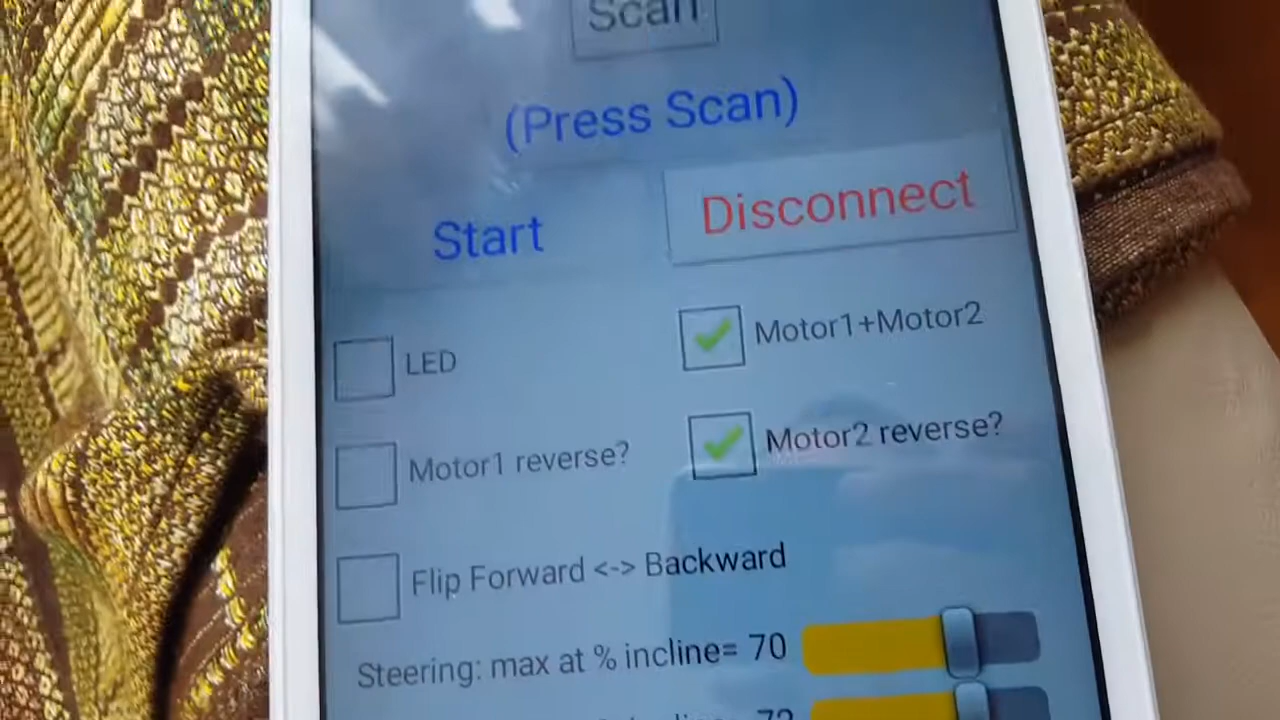 Scan
(Press Scan)
Start
Disconnect
LED
Motor1+Motor2
Motor1 reverse?
Motor2 reverse?
Flip Forward <-> Backward
Steering: max at % incline= 70